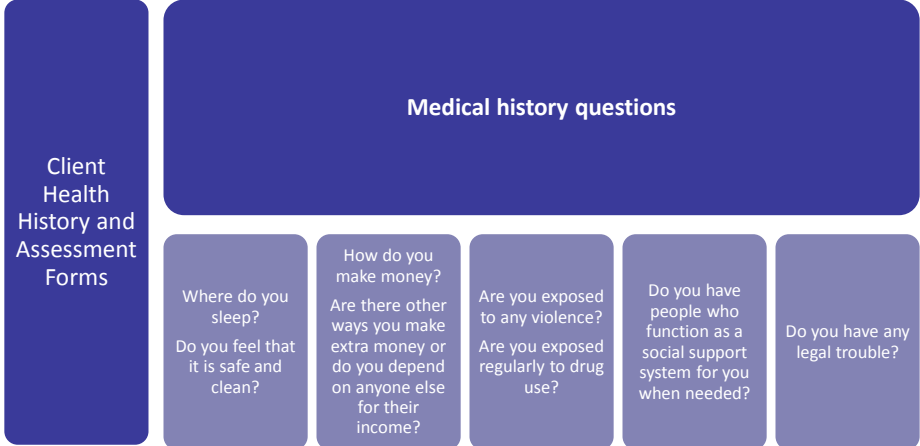 Client
Health
History and
Assessment
Forms
Medical history questions
Where do you
sleep?
Do you feel that
it is safe and
clean?
How do you
make money?
Are there other
ways you make
extra money or
do you depend
on anyone else
for their
income?
Are you exposed
to any violence?
Are you exposed
regularly to drug
use?
Do you have
people who
function as a
social support
system for you
when needed?
Do you have any
legal trouble?